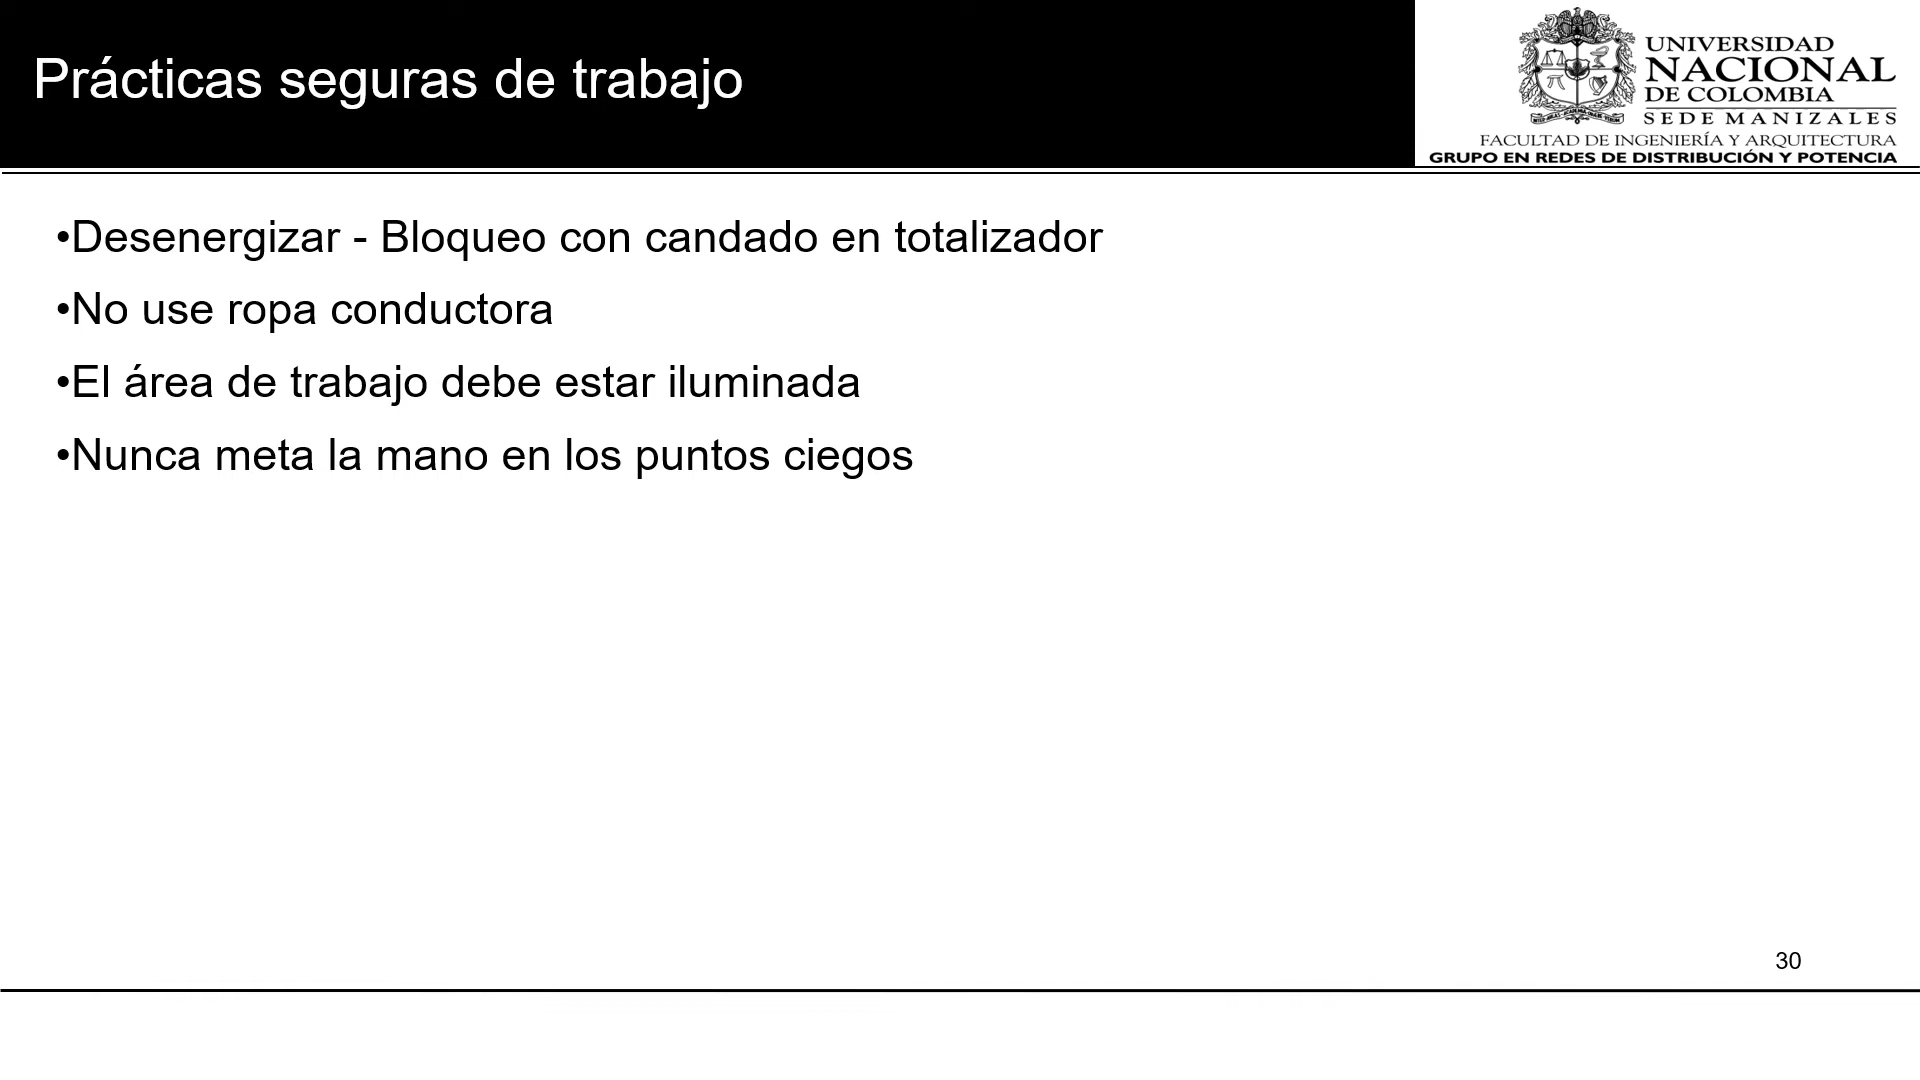 Prácticas seguras de trabajo
UNIVERSIDAD
NACIONAL
DE COLOMBIA
SEDE MANIZALES
FACULTAD DE INGENIERÍA Y ARQUITECTURA
GRUPO EN REDES DE DISTRIBUCIÓN Y POTENCIA
•Desenergizar - Bloqueo con candado en totalizador
•No use ropa conductora
•El área de trabajo debe estar iluminada
•Nunca meta la mano en los puntos ciegos
30